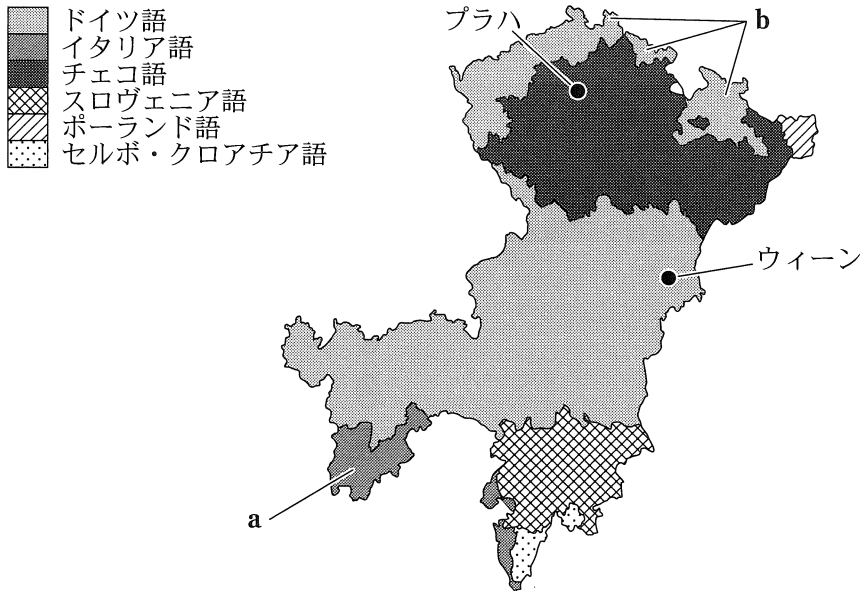 ドイツ語
イタリア語
チェコ語
スロヴェニア語
ポーランド語
セルボ・クロアチア語
プラハ
b
ウィーン
a